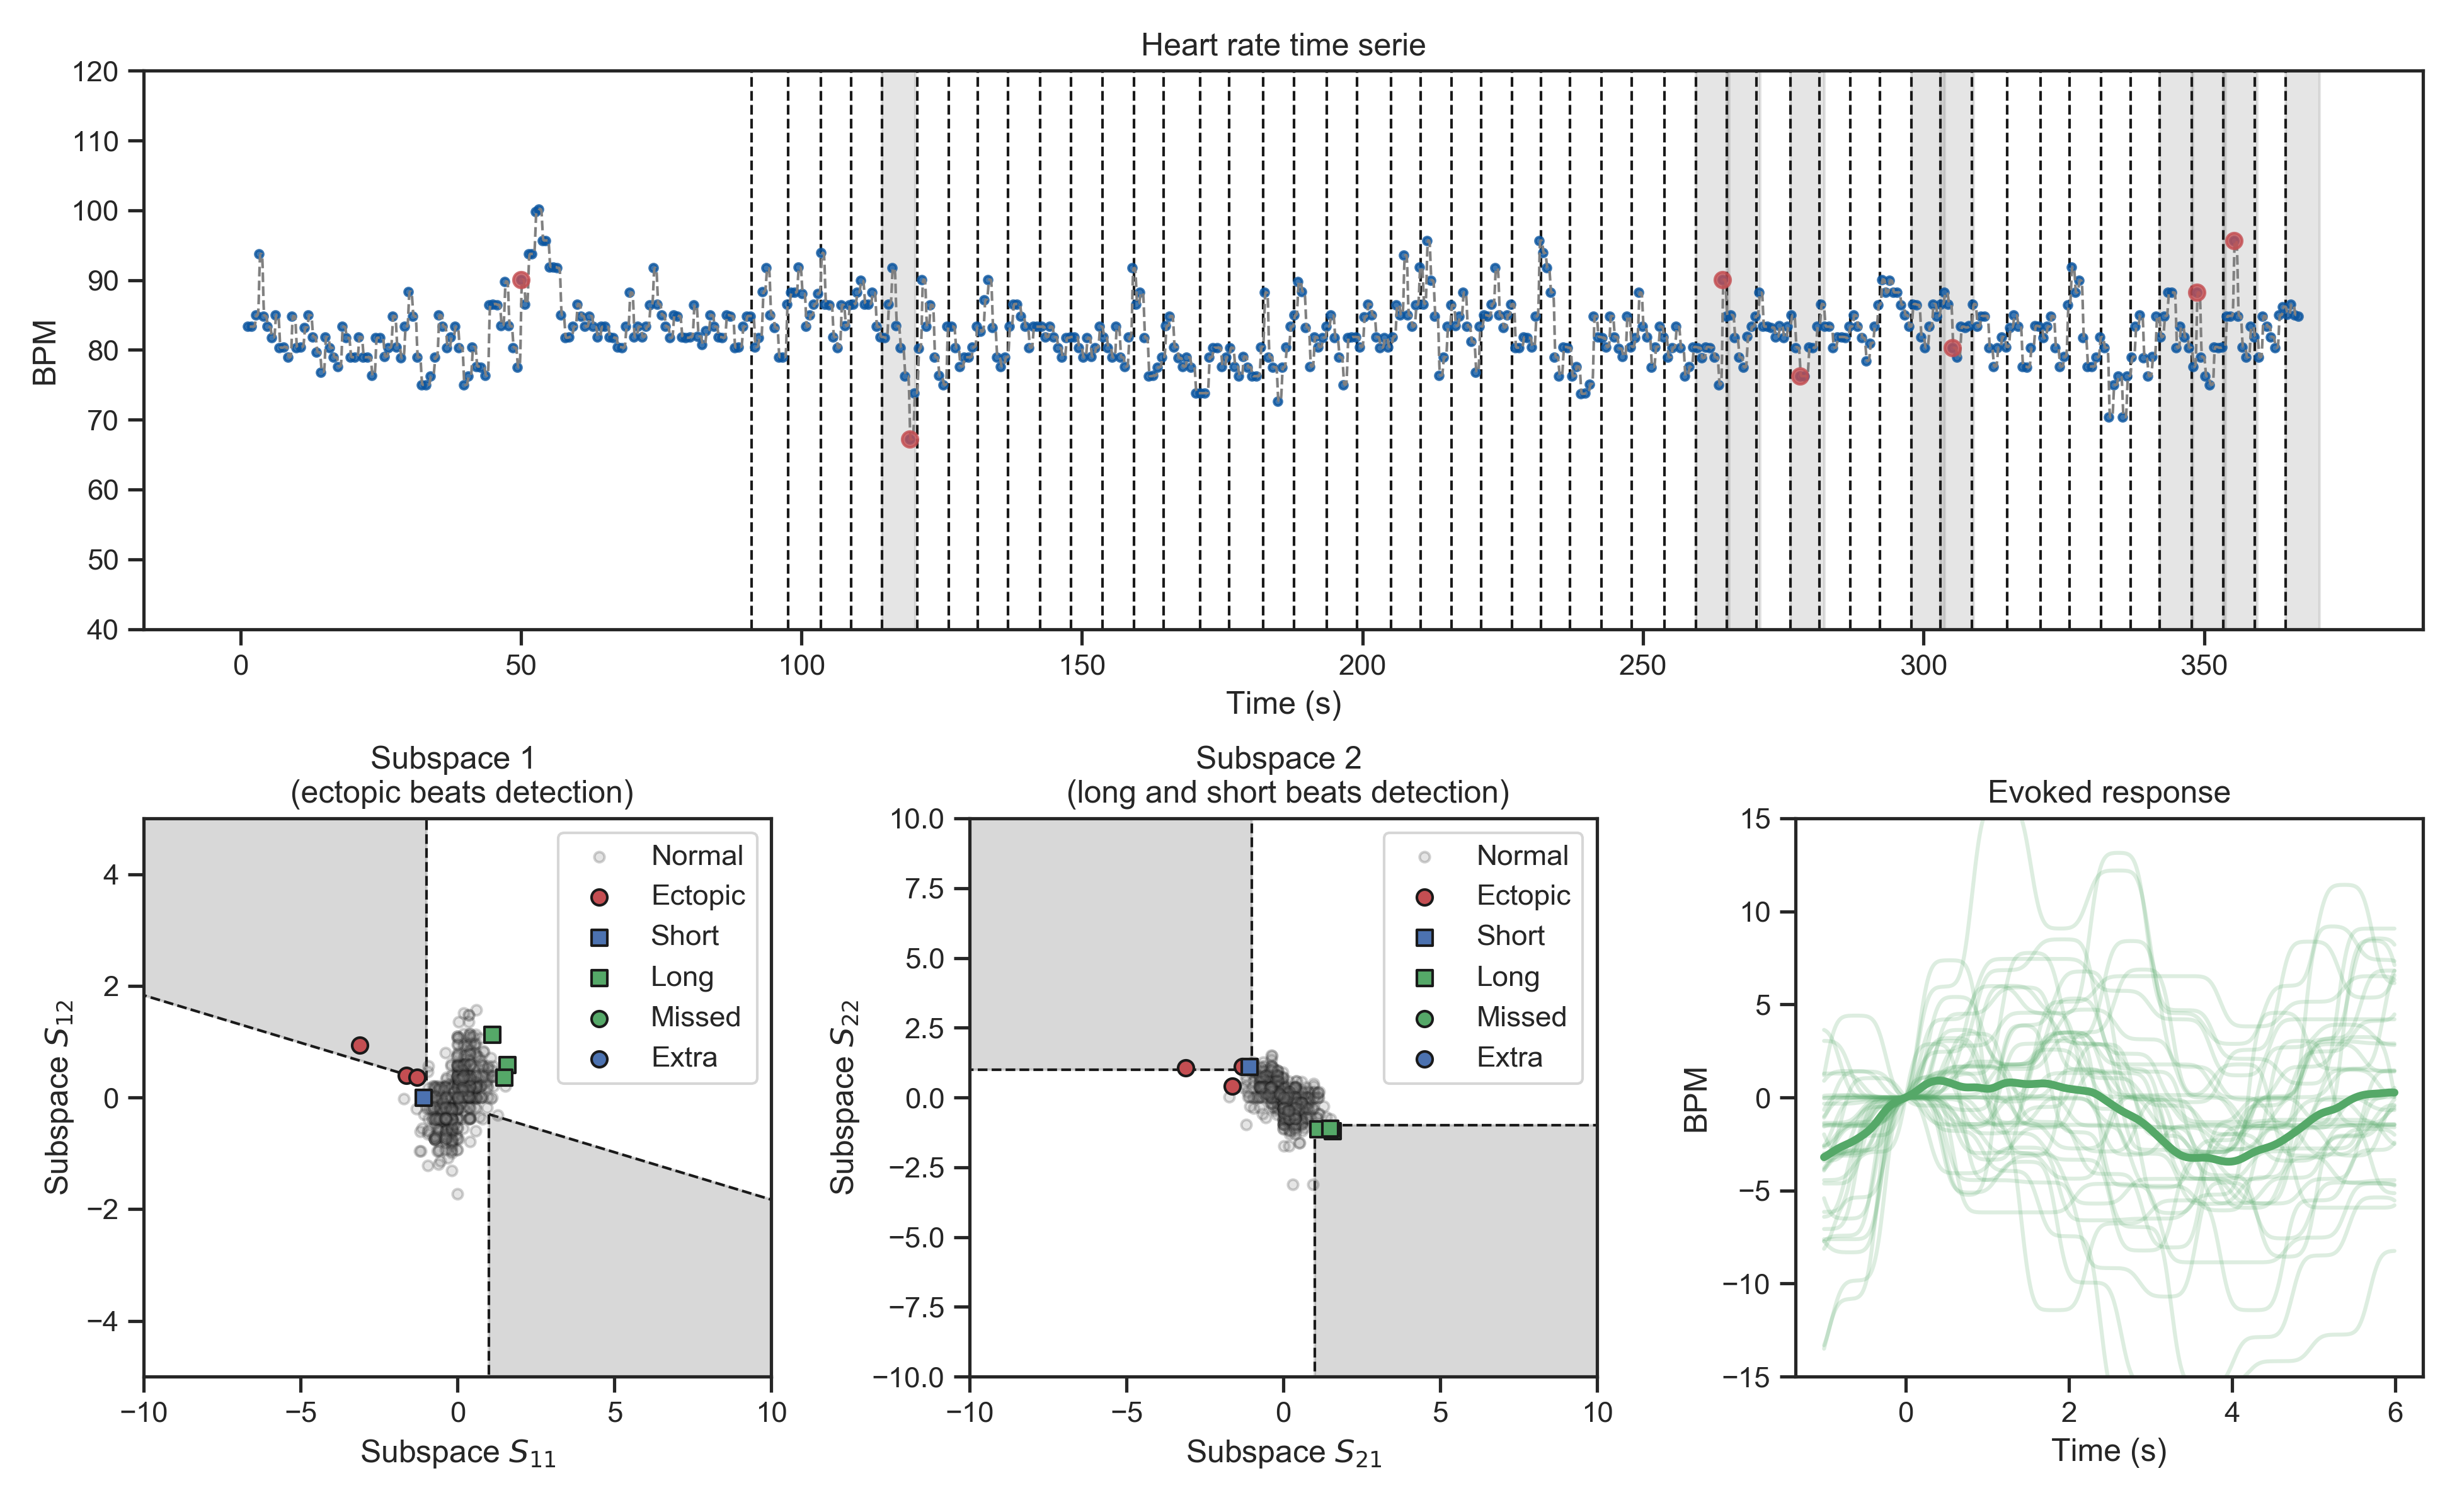 Heart rate time serie
120
110
100
90
80
70
60
50
40
BPM
0 50 100 150 200 250 300 350
Time (s)
Subspace 1
(ectopic beats detection)
4
2
0
−2
−4
Subspace S12
Normal
Ectopic
Short
Long
Missed
Extra
−10 −5 0 5 10
Subspace S11
Subspace 2
(long and short beats detection)
10.0
7.5
5.0
2.5
0.0
−2.5
−5.0
−7.5
−10.0
Subspace S22
Normal
Ectopic
Short
Long
Missed
Extra
−10 −5 0 5 10
Subspace S21
Evoked response
15
10
5
0
−5
−10
−15
BPM
0 2 4 6
Time (s)